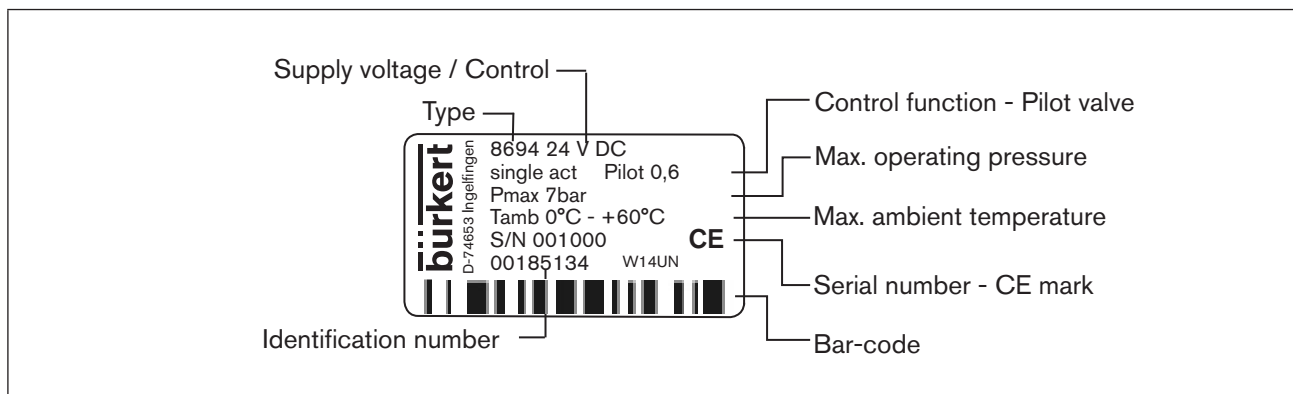 Supply voltage / Control
Type
Control function - Pilot valve
Max. operating pressure
Max. ambient temperature
Serial number - CE mark
Bar-code
Identification number
bürkert
D-74653 Ingelfingen
8694 24 V DC
single act Pilot 0,6
Pmax 7bar
Tamb 0°C - +60°C
S/N 001000 CE
00185134 W14UN